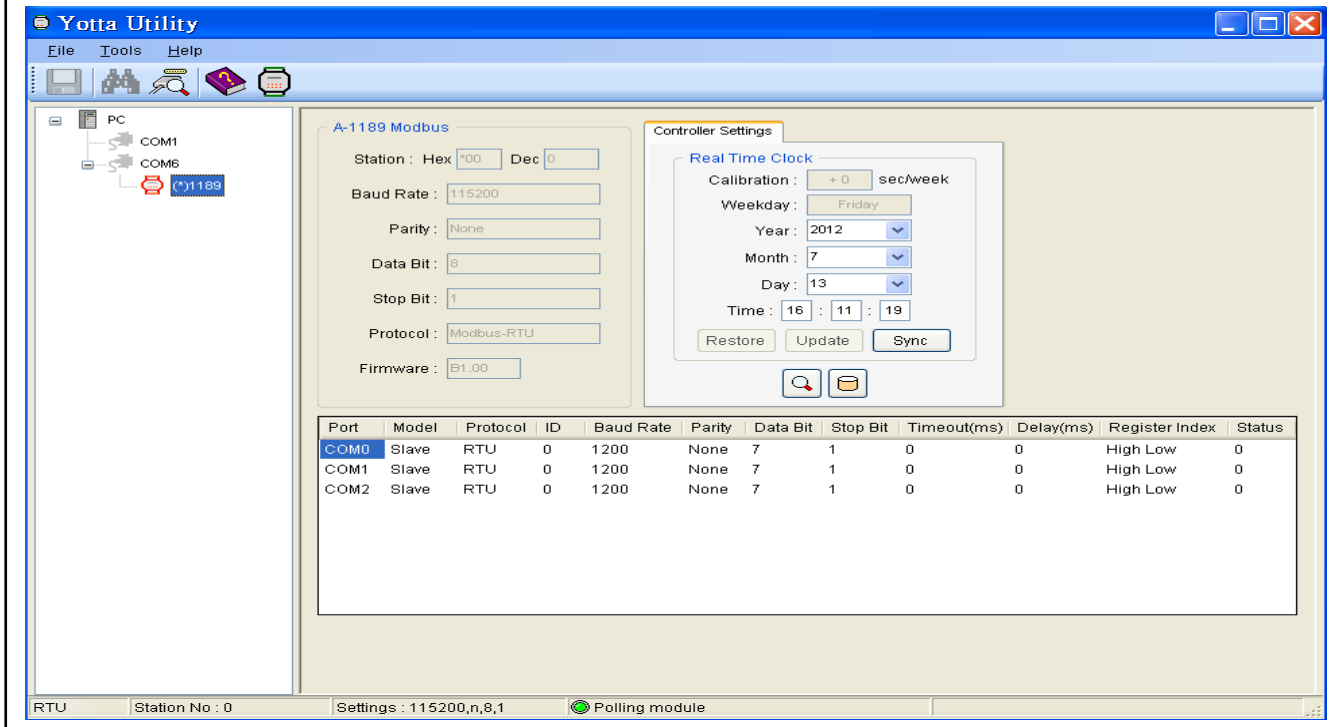 Yotta Utility
File Tools Help
PC
COM1
COM6
(*)1189
A-1189 Modbus
Station : Hex *00 Dec 0
Baud Rate : 115200
Parity : None
Data Bit : 8
Stop Bit : 1
Protocol : Modbus-RTU
Firmware : B1.00
Controller Settings
Real Time Clock
Calibration : + 0 sec/week
Weekday : Friday
Year : 2012
Month : 7
Day : 13
Time : 16 : 11 : 19
Restore Update Sync
Port Model Protocol ID Baud Rate Parity Data Bit Stop Bit Timeout(ms) Delay(ms) Register Index Status
COM0 Slave RTU 0 1200 None 7 1 0 0 High Low 0
COM1 Slave RTU 0 1200 None 7 1 0 0 High Low 0
COM2 Slave RTU 0 1200 None 7 1 0 0 High Low 0
RTU Station No : 0 Settings : 115200,n,8,1 Polling module